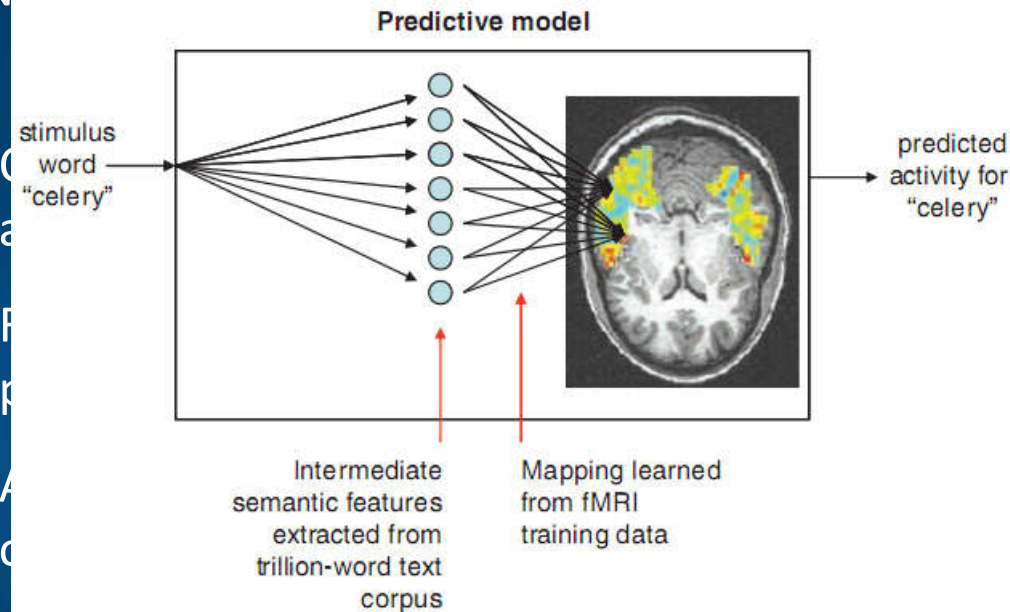 Predictive model
stimulus
word
“celery”
predicted
activity for
“celery”
Intermediate
semantic features
extracted from
trillion-word text
corpus
Mapping learned
from fMRI
training data